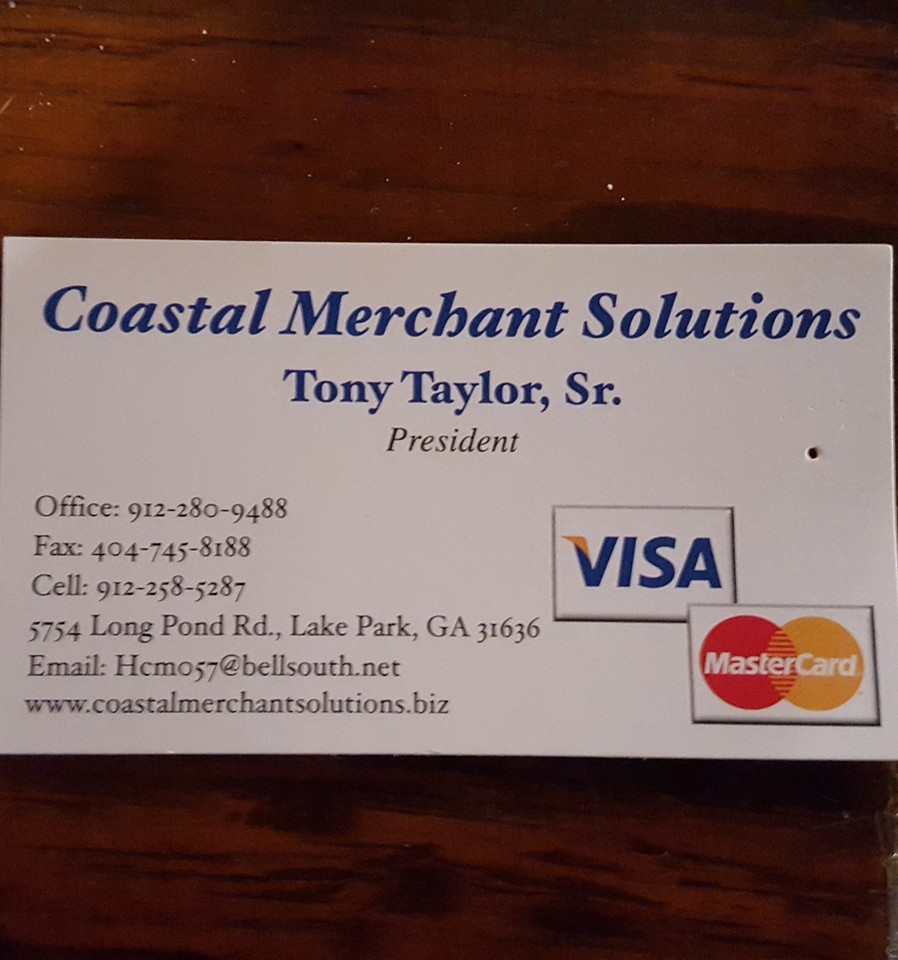 Coastal Merchant Solutions
Tony Taylor, Sr.
President
Office: 912-280-9488
Fax: 404-745-8188
Cell: 912-258-5287
5754 Long Pond Rd., Lake Park, GA 31636
Email: Hcm057@bellsouth.net
www.coastalmerchantsolutions.biz
VISA
MasterCard